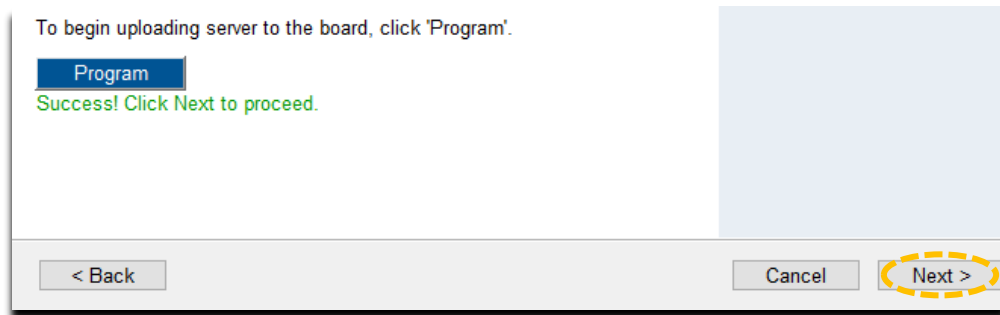 To begin uploading server to the board, click 'Program'.
Program
Success! Click Next to proceed.
< Back
Cancel
Next >